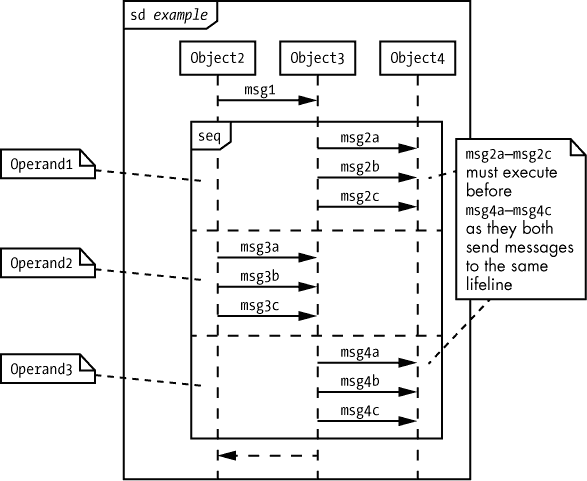 sd example
Object2 Object3 Object4
msg1
seq
msg2a
msg2b
msg2c
Operand1
msg2a–msg2c
must execute
before
msg4a–msg4c
as they both
send messages
to the same
lifeline
msg3a
Operand2
msg3b
msg3c
msg4a
Operand3
msg4b
msg4c